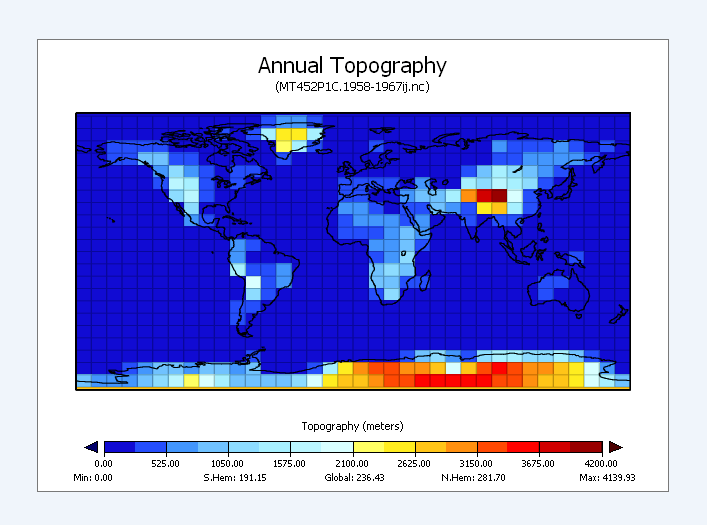 Annual Topography
(MT452P1C.1958-1967ij.nc)
Topography (meters)
0.00 525.00 1050.00 1575.00 2100.00 2625.00 3150.00 3675.00 4200.00
Min: 0.00 S.Hem: 191.15 Global: 236.43 N.Hem: 281.70 Max: 4139.93